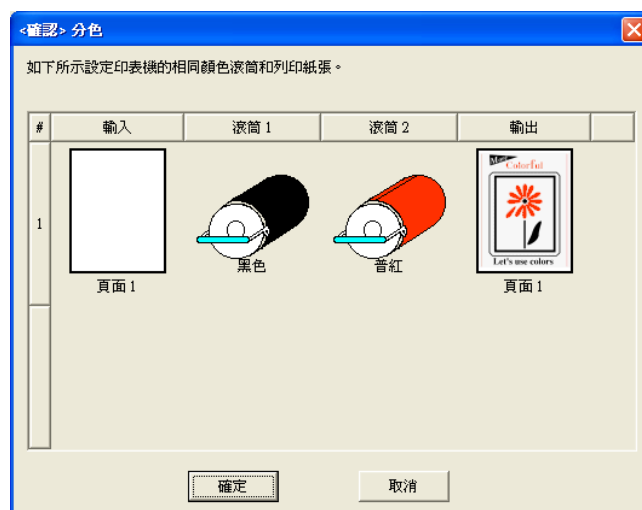 <確認> 分色
如下所示設定印表機的相同顏色滾筒和列印紙張。
# 輸入 滾筒 1 滾筒 2 輸出
1
黑色 普紅
頁面 1 頁面 1
Colorful
Let's use colors
確定 取消